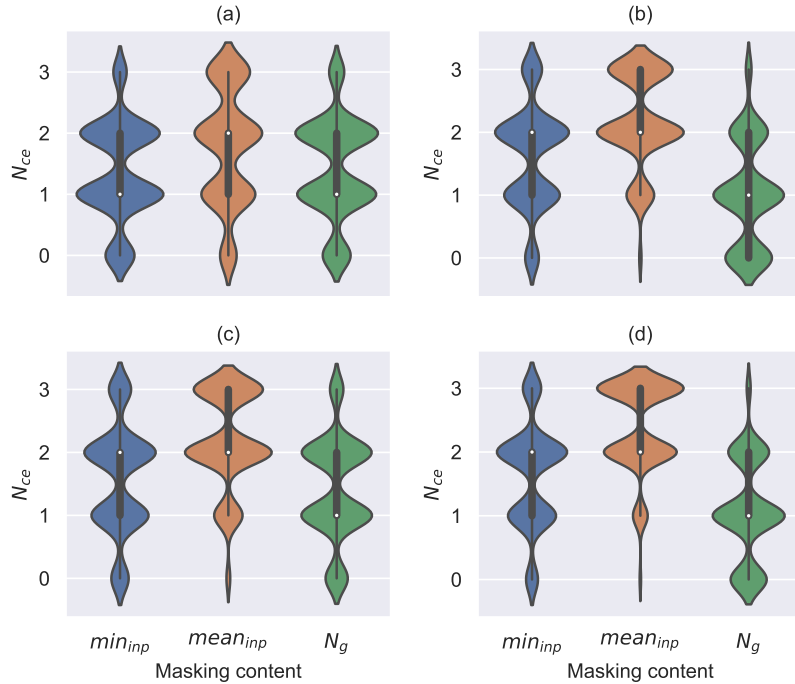 (a)
N_ce
3
2
1
0
(b)
N_ce
3
2
1
0
(c)
N_ce
3
2
1
0
min_inp mean_inp N_g
Masking content
(d)
N_ce
3
2
1
0
min_inp mean_inp N_g
Masking content